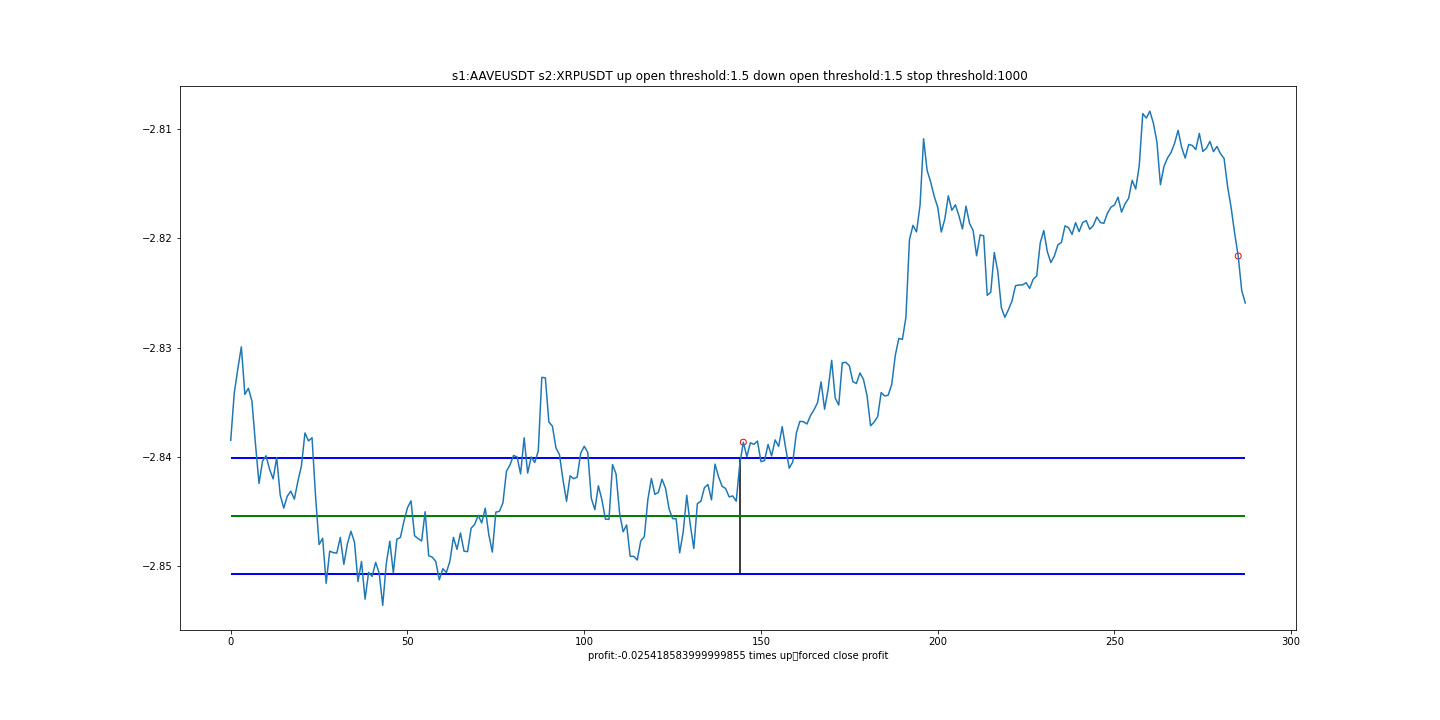 s1:AAVEUSDT s2:XRPUSDT up open threshold:1.5 down open threshold:1.5 stop threshold:1000
−2.81
−2.82
−2.83
−2.84
−2.85
0 50 100 150 200 250 300
profit:-0.025418583999999855 times up▯forced close profit